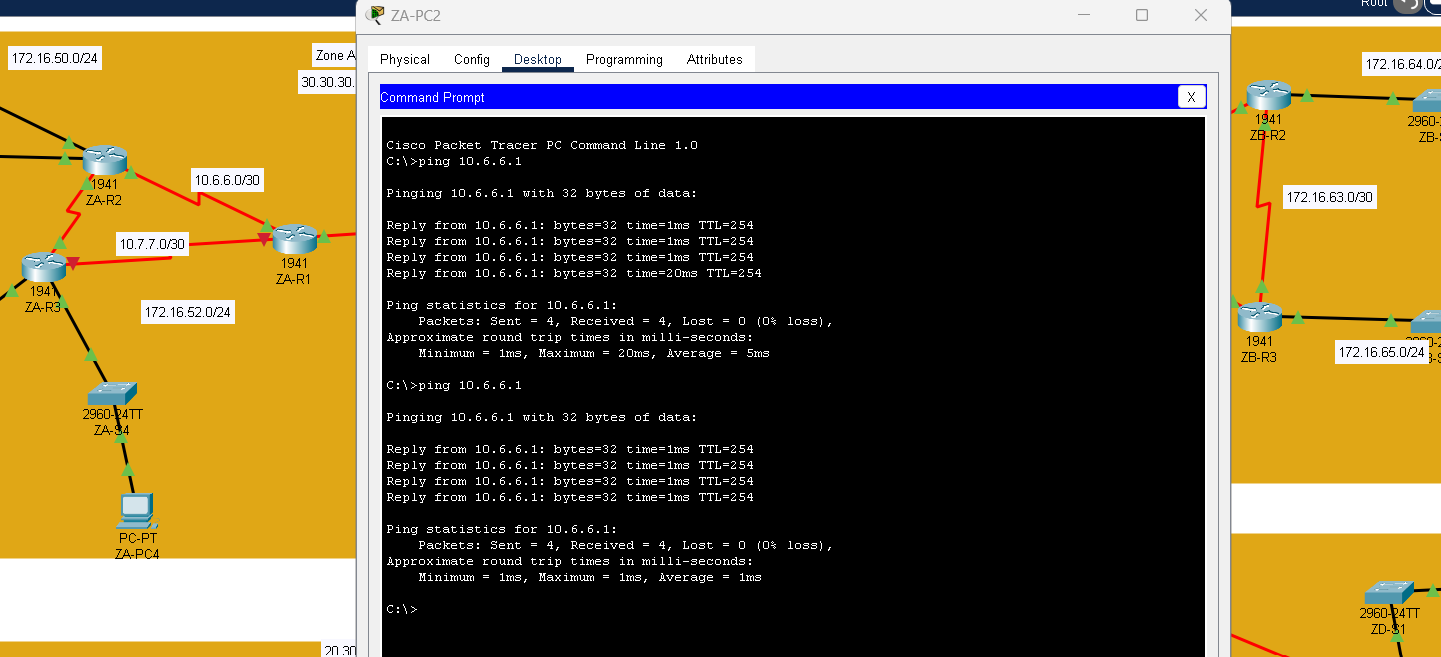 Root
ZA-PC2
172.16.50.0/24
Zone A
30.30.30.
Physical
Config
Desktop
Programming
Attributes
Command Prompt
X
Cisco Packet Tracer PC Command Line 1.0
C:\>ping 10.6.6.1
Pinging 10.6.6.1 with 32 bytes of data:
Reply from 10.6.6.1: bytes=32 time=1ms TTL=254
Reply from 10.6.6.1: bytes=32 time=1ms TTL=254
Reply from 10.6.6.1: bytes=32 time=1ms TTL=254
Reply from 10.6.6.1: bytes=32 time=20ms TTL=254
Ping statistics for 10.6.6.1:
Packets: Sent = 4, Received = 4, Lost = 0 (0% loss),
Approximate round trip times in milli-seconds:
Minimum = 1ms, Maximum = 20ms, Average = 5ms
C:\>ping 10.6.6.1
Pinging 10.6.6.1 with 32 bytes of data:
Reply from 10.6.6.1: bytes=32 time=1ms TTL=254
Reply from 10.6.6.1: bytes=32 time=1ms TTL=254
Reply from 10.6.6.1: bytes=32 time=1ms TTL=254
Reply from 10.6.6.1: bytes=32 time=1ms TTL=254
Ping statistics for 10.6.6.1:
Packets: Sent = 4, Received = 4, Lost = 0 (0% loss),
Approximate round trip times in milli-seconds:
Minimum = 1ms, Maximum = 1ms, Average = 1ms
C:\>
1941
ZA-R2
10.6.6.0/30
10.7.7.0/30
1941
ZA-R1
1941
ZA-R3
172.16.52.0/24
2960-24TT
ZA-S4
PC-PT
ZA-PC4
20.30
172.16.64.0/2
1941
ZB-R2
2960-2
ZB-S
172.16.63.0/30
1941
ZB-R3
172.16.65.0/24
2960-24TT
ZD-S1